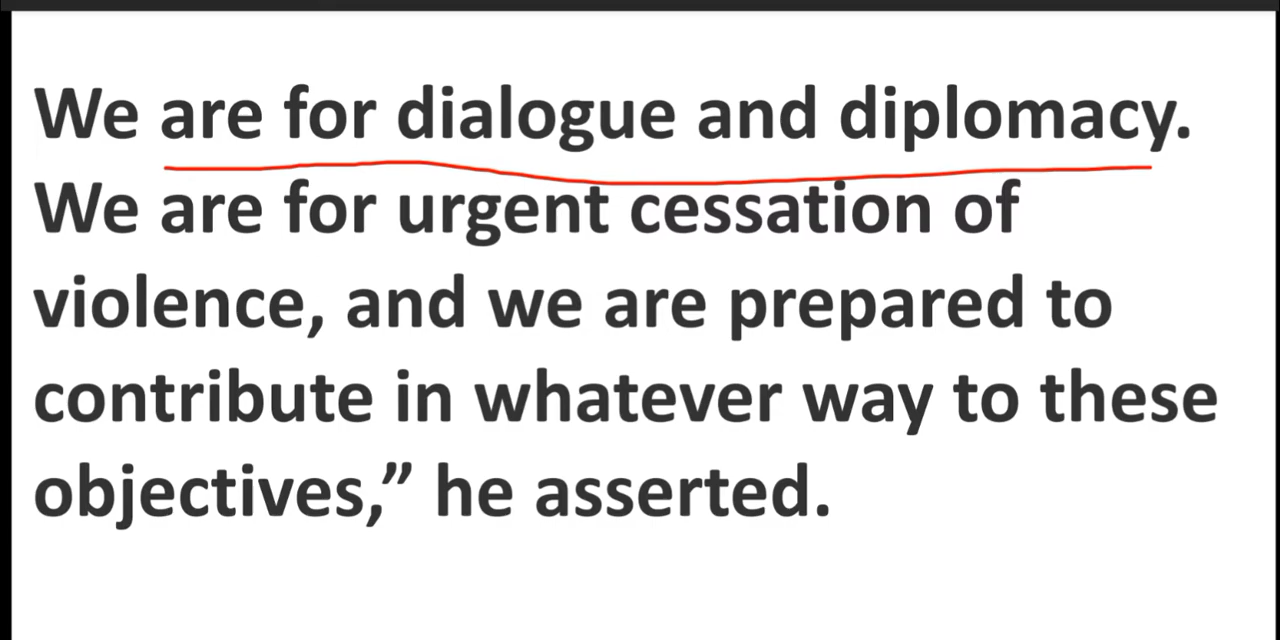 We are for dialogue and diplomacy.
We are for urgent cessation of
violence, and we are prepared to
contribute in whatever way to these
objectives,” he asserted.